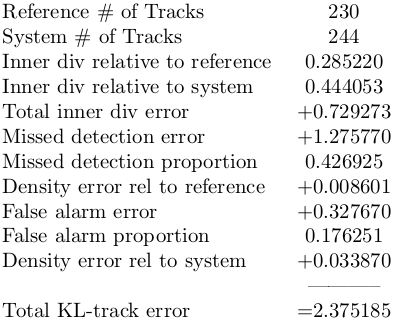 Reference # of Tracks 230
System # of Tracks 244
Inner div relative to reference 0.285220
Inner div relative to system 0.444053
Total inner div error +0.729273
Missed detection error +1.275770
Missed detection proportion 0.426925
Density error rel to reference +0.008601
False alarm error +0.327670
False alarm proportion 0.176251
Density error rel to system +0.033870
Total KL-track error =2.375185